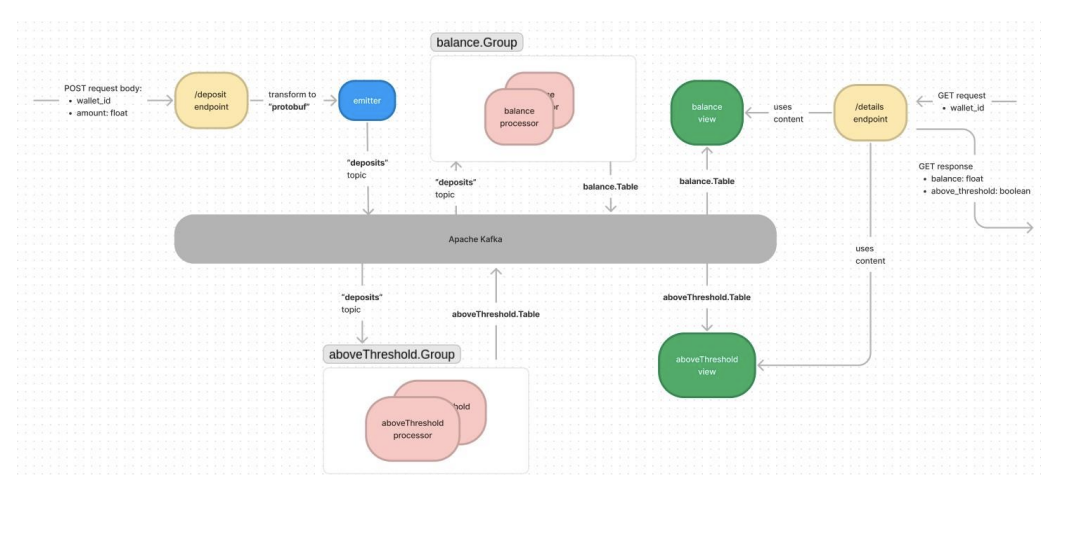 balance.Group
POST request body:
• wallet_id
• amount: float
/deposit
endpoint
transform to
"protobuf"
emitter
balance
processor
balance
view
uses
content
/details
endpoint
GET request
• wallet_id
"deposits"
topic
"deposits"
topic
balance.Table
balance.Table
GET response
• balance: float
• above_threshold: boolean
Apache Kafka
uses
content
"deposits"
topic
aboveThreshold.Table
aboveThreshold.Table
aboveThreshold.Group
aboveThreshold
view
aboveThreshold
processor